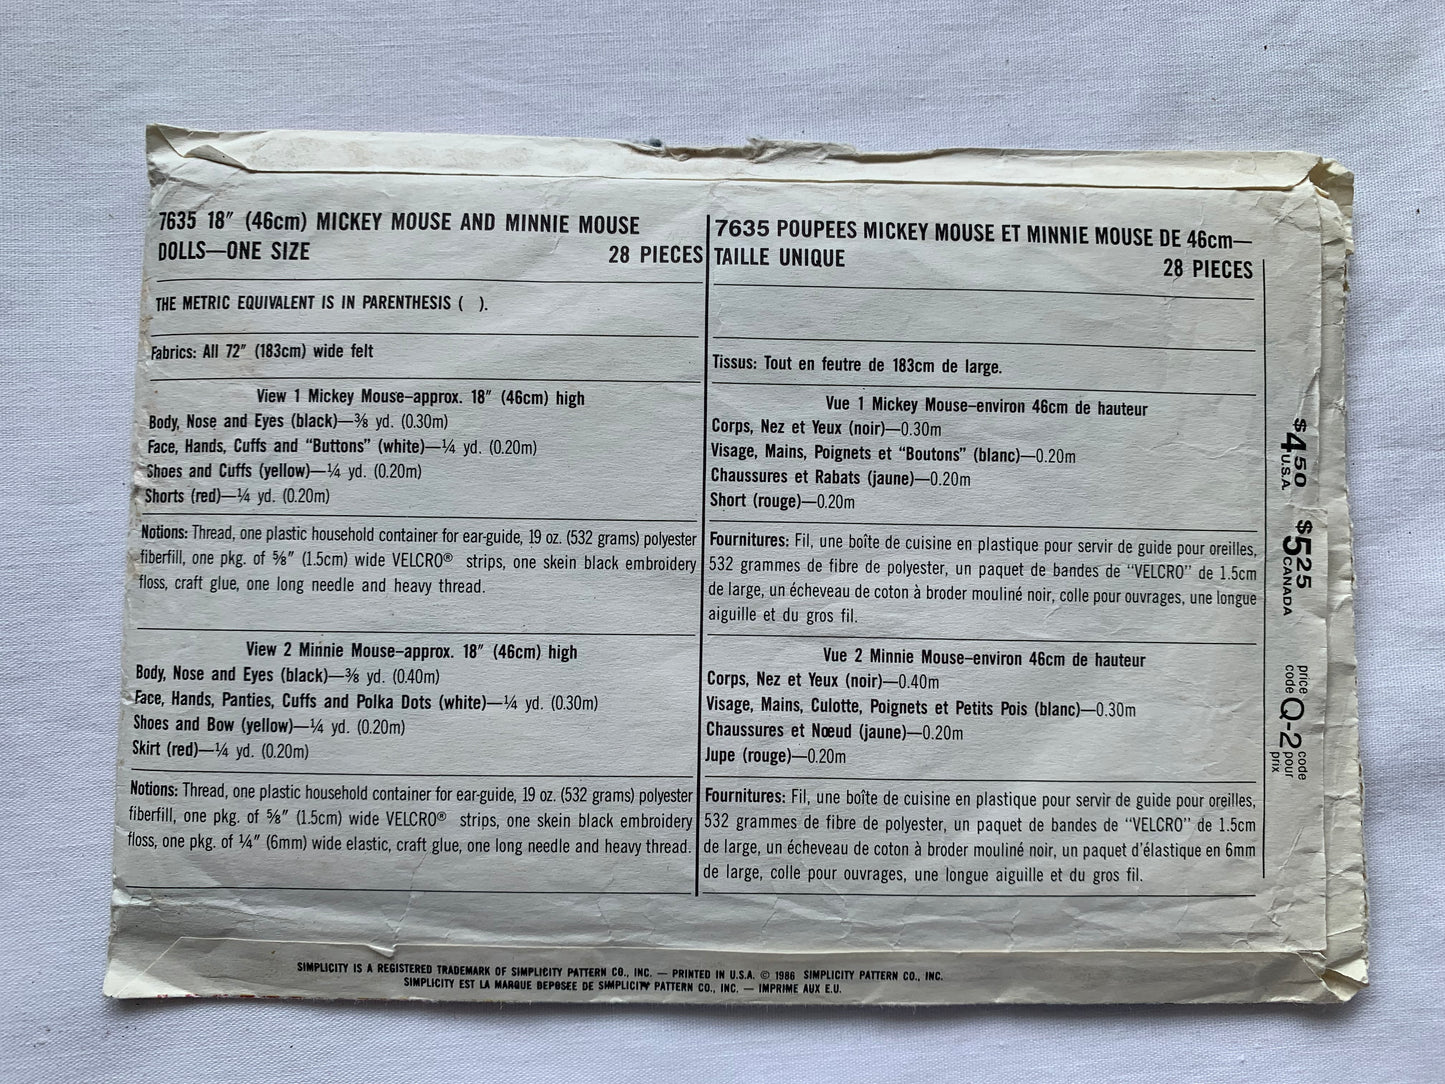 7635 18″ (46cm) MICKEY MOUSE AND MINNIE MOUSE
DOLLS—ONE SIZE 28 PIECES
THE METRIC EQUIVALENT IS IN PARENTHESIS ( ).
Fabrics: All 72″ (183cm) wide felt
View 1 Mickey Mouse–approx. 18″ (46cm) high
Body, Nose and Eyes (black)—⅜ yd. (0.30m)
Face, Hands, Cuffs and “Buttons” (white)—¼ yd. (0.20m)
Shoes and Cuffs (yellow)—¼ yd. (0.20m)
Shorts (red)—¼ yd. (0.20m)
Notions: Thread, one plastic household container for ear-guide, 19 oz. (532 grams) polyester
fiberfill, one pkg. of ⅝″ (1.5cm) wide VELCRO® strips, one skein black embroidery
floss, craft glue, one long needle and heavy thread.
View 2 Minnie Mouse–approx. 18″ (46cm) high
Body, Nose and Eyes (black)—⅜ yd. (0.40m)
Face, Hands, Panties, Cuffs and Polka Dots (white)—¼ yd. (0.30m)
Shoes and Bow (yellow)—¼ yd. (0.20m)
Skirt (red)—¼ yd. (0.20m)
Notions: Thread, one plastic household container for ear-guide, 19 oz. (532 grams) polyester
fiberfill, one pkg. of ⅝″ (1.5cm) wide VELCRO® strips, one skein black embroidery
floss, one pkg. of ¼″ (6mm) wide elastic, craft glue, one long needle and heavy thread.
7635 POUPEES MICKEY MOUSE ET MINNIE MOUSE DE 46cm—
TAILLE UNIQUE 28 PIECES
Tissus: Tout en feutre de 183cm de large.
Vue 1 Mickey Mouse–environ 46cm de hauteur
Corps, Nez et Yeux (noir)—0.30m
Visage, Mains, Poignets et “Boutons” (blanc)—0.20m
Chaussures et Rabats (jaune)—0.20m
Short (rouge)—0.20m
Fournitures: Fil, une boîte de cuisine en plastique pour servir de guide pour oreilles,
532 grammes de fibre de polyester, un paquet de bandes de “VELCRO” de 1.5cm
de large, un écheveau de coton à broder mouliné noir, colle pour ouvrages, une longue
aiguille et du gros fil.
Vue 2 Minnie Mouse–environ 46cm de hauteur
Corps, Nez et Yeux (noir)—0.40m
Visage, Mains, Culotte, Poignets et Petits Pois (blanc)—0.30m
Chaussures et Nœud (jaune)—0.20m
Jupe (rouge)—0.20m
Fournitures: Fil, une boîte de cuisine en plastique pour servir de guide pour oreilles,
532 grammes de fibre de polyester, un paquet de bandes de “VELCRO” de 1.5cm
de large, un écheveau de coton à broder mouliné noir, un paquet d’élastique en 6mm
de large, colle pour ouvrages, une longue aiguille et du gros fil.
$4.50 U.S.A.
$5.25 CANADA
price code Q-2 code pour prix
SIMPLICITY IS A REGISTERED TRADEMARK OF SIMPLICITY PATTERN CO., INC. — PRINTED IN U.S.A. © 1986 SIMPLICITY PATTERN CO., INC.
SIMPLICITY EST LA MARQUE DEPOSEE DE SIMPLICITY PATTERN CO., INC. — IMPRIME AUX E.U.